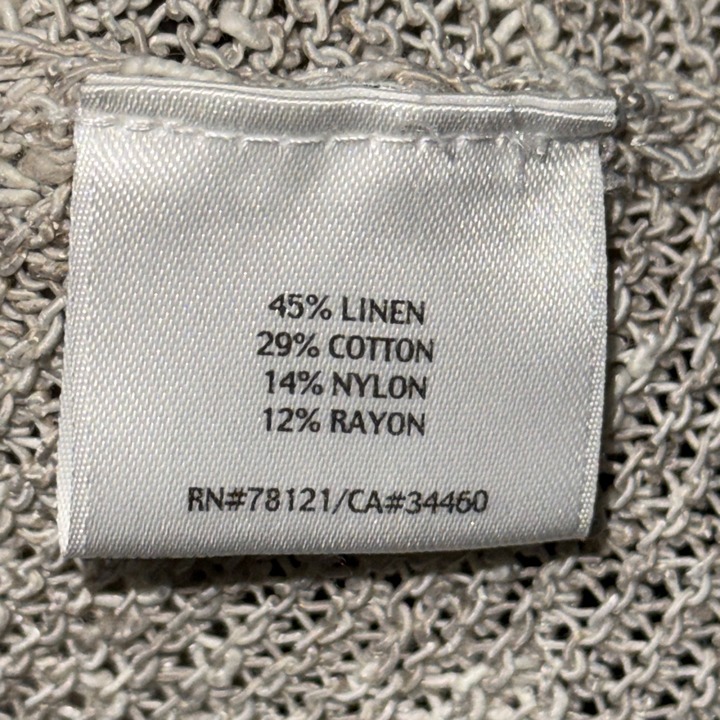 45% LINEN
29% COTTON
14% NYLON
12% RAYON
RN#78121/CA#34460